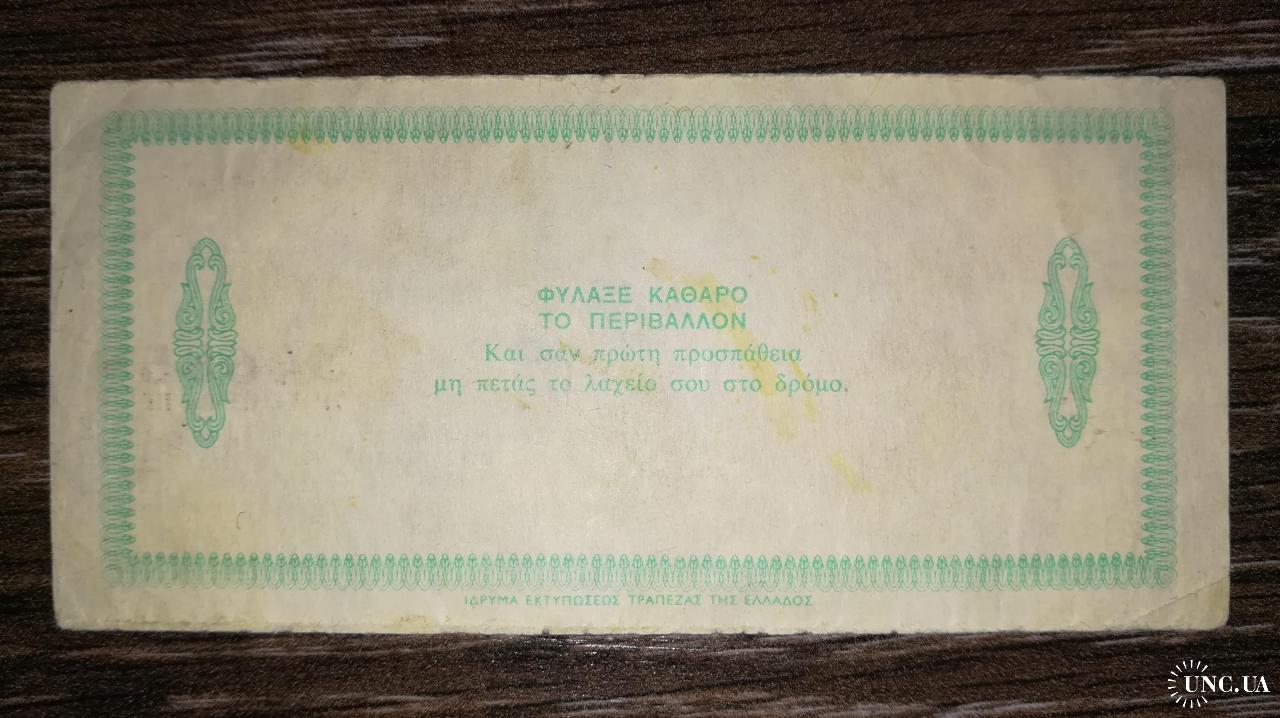 ΦΥΛΑΞΕ ΚΑΘΑΡΟ
ΤΟ ΠΕΡΙΒΑΛΛΟΝ
Και σαν πρώτη προσπάθεια
μη πετάς το λαχείο σου στο δρόμο.
ΙΔΡΥΜΑ ΕΚΤΥΠΩΣΕΩΣ ΤΡΑΠΕΖΑΣ ΤΗΣ ΕΛΛΑΔΟΣ
UNC.UA